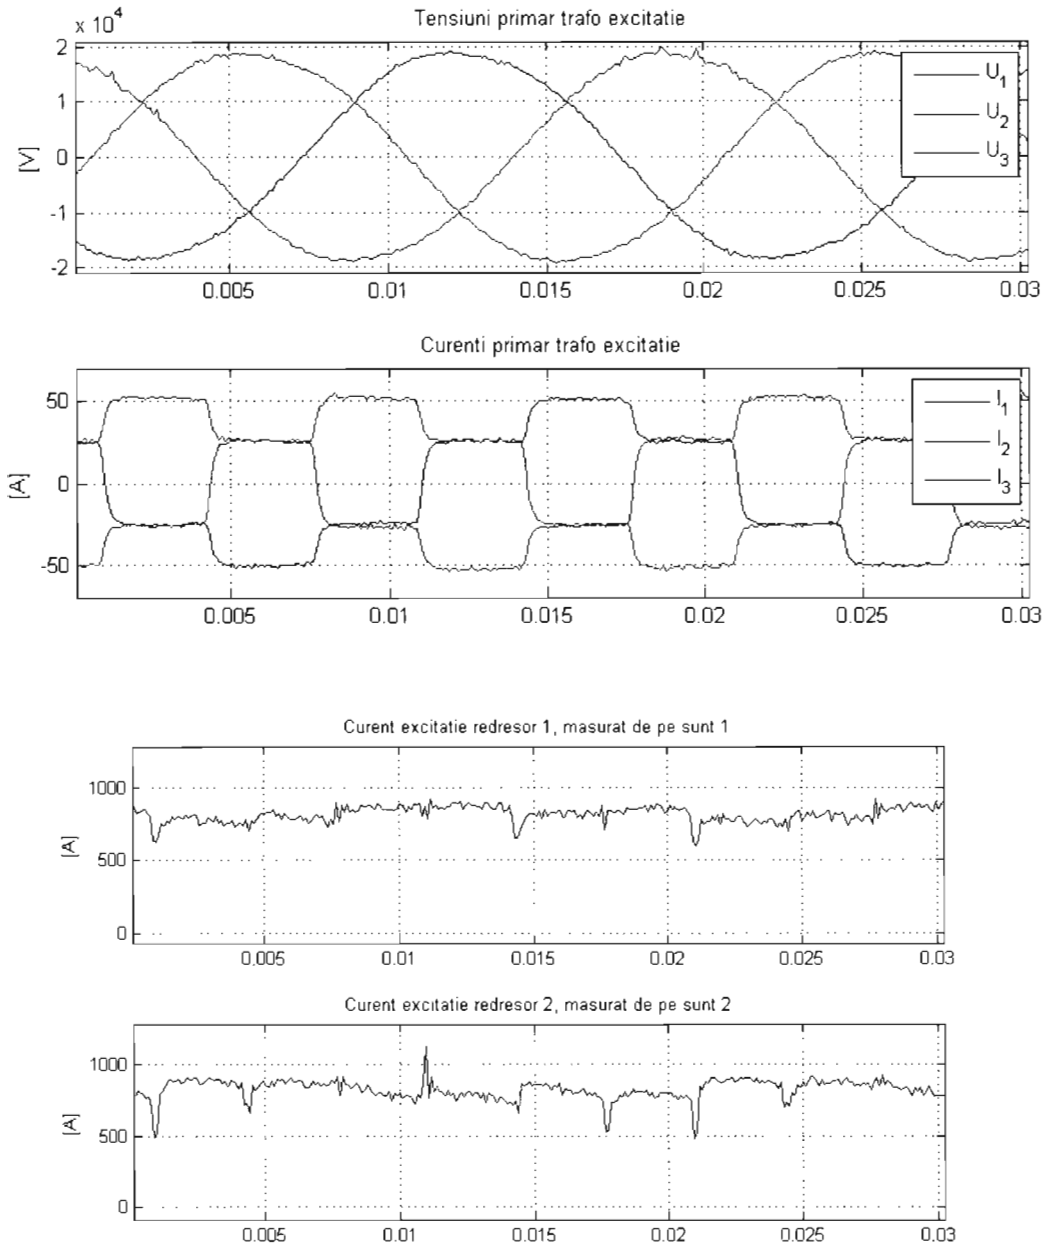 Tensiuni primar trafo excitatie
x 10⁴
2
1
0
-1
-2
[V]
U₁
U₂
U₃
0.005 0.01 0.015 0.02 0.025 0.03
Curenti primar trafo excitatie
50
0
-50
[A]
I₁
I₂
I₃
0.005 0.01 0.015 0.02 0.025 0.03
Curent excitatie redresor 1, masurat de pe sunt 1
1000
500
0
[A]
0.005 0.01 0.015 0.02 0.025 0.03
Curent excitatie redresor 2, masurat de pe sunt 2
1000
500
0
[A]
0.005 0.01 0.015 0.02 0.025 0.03